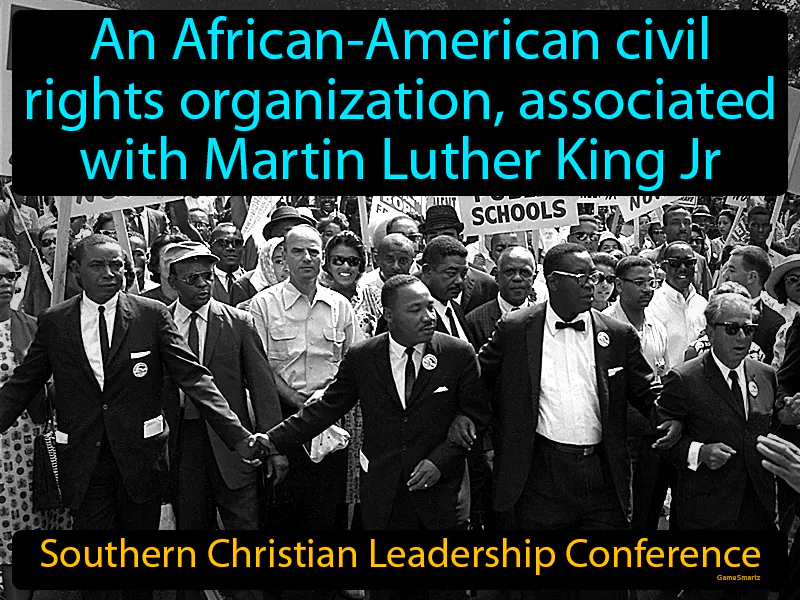 An African-American civil
rights organization, associated
with Martin Luther King Jr
SCHOOLS
Southern Christian Leadership Conference
GameSmartz